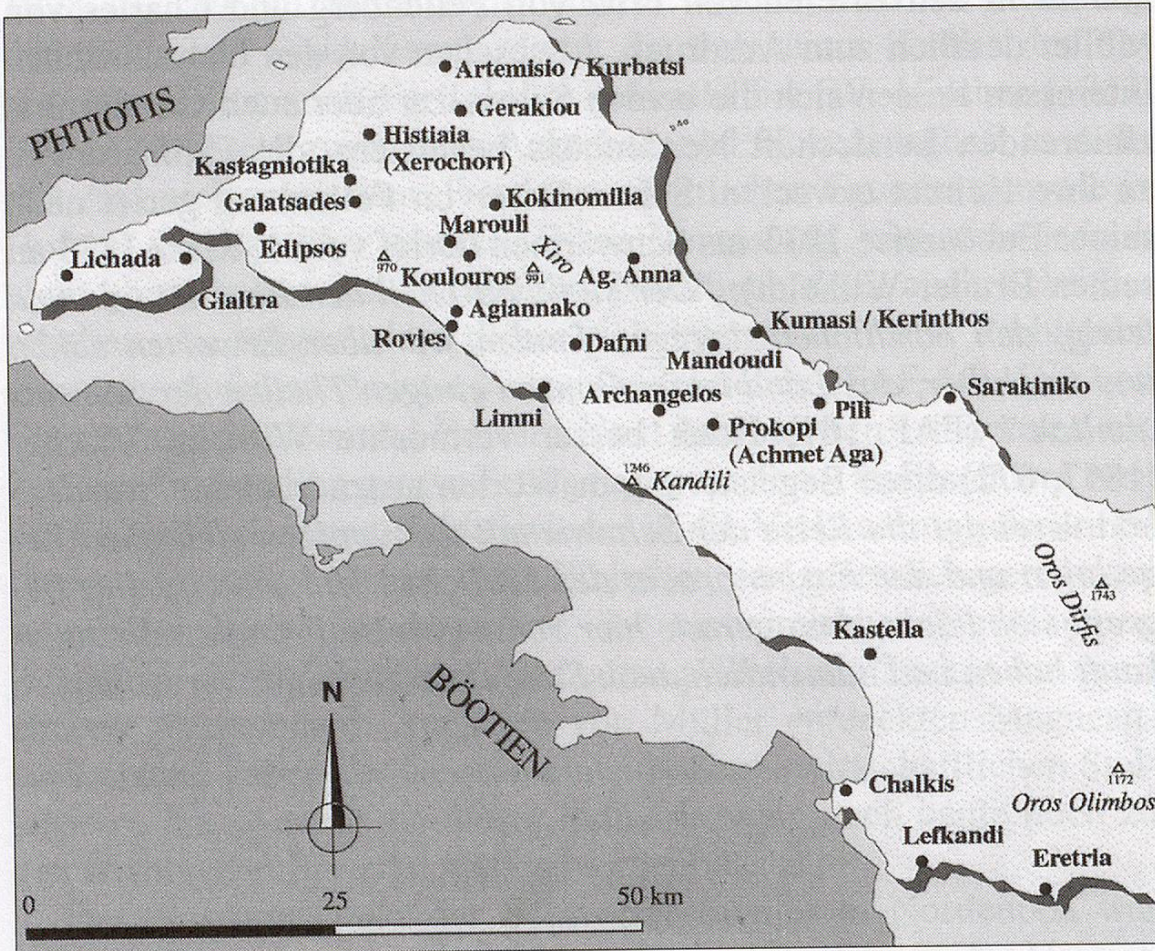 Artemisio / Kurbatsi
PHTIOTIS
Gerakiou
Histiaia
(Xerochori)
Kastagniotika
Galatsades
Kokinomilia
Marouli
Edipsos
Xiro
Lichada
970
Koulouros
991
Ag. Anna
Gialtra
Agiannako
Rovies
Kumasi / Kerinthos
Dafni
Mandoudi
Archangelos
Sarakiniko
Limni
Pili
Prokopi
(Achmet Aga)
1246
Kandili
Oros Dirfis
1743
Kastella
BÖOTIEN
N
1172
Chalkis
Oros Olimbos
Lefkandi
Eretria
0
25
50 km